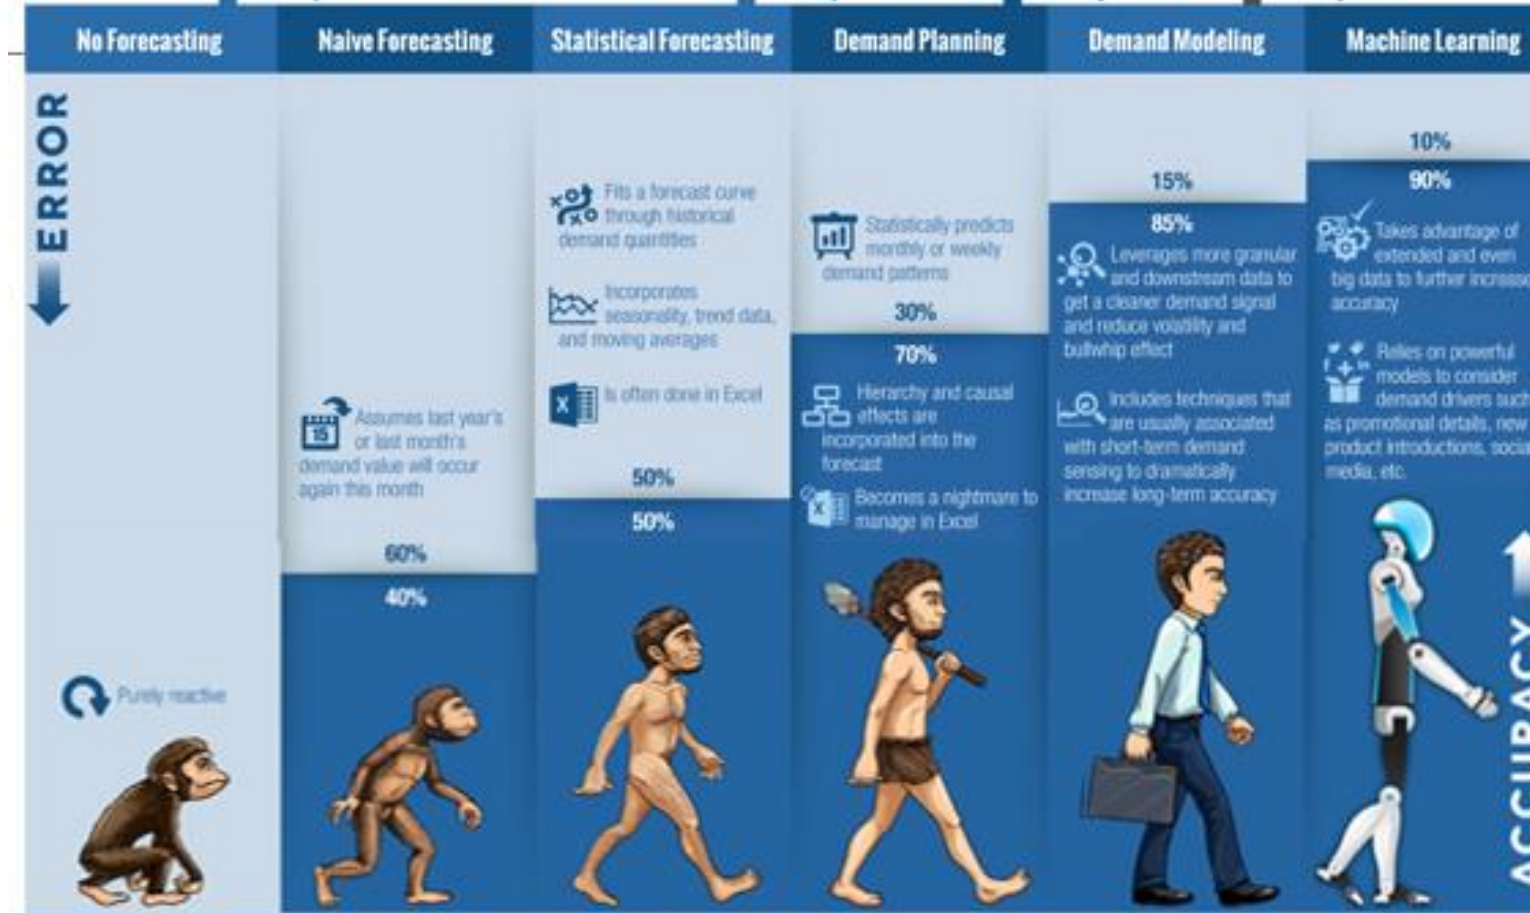 No Forecasting
Naive Forecasting
Statistical Forecasting
Demand Planning
Demand Modeling
Machine Learning
ERROR
Purely reactive
Assumes last year's
or last month's
demand value will occur
again this month
60%
40%
Fits a forecast curve
through historical
demand quantities
Incorporates
seasonality, trend data,
and moving averages
X
Is often done in Excel
50%
50%
Statistically predicts
monthly or weekly
demand patterns
30%
70%
Hierarchy and causal
effects are
incorporated into the
forecast
X
Becomes a nightmare to
manage in Excel
15%
85%
Leverages more granular
and downstream data to
get a cleaner demand signal
and reduce volatility and
bullwhip effect
Includes techniques that
are usually associated
with short-term demand
sensing to dramatically
increase long-term accuracy
10%
90%
Takes advantage of
extended and even
big data to further increase
accuracy
Relies on powerful
models to consider
demand drivers such
as promotional details, new
product introductions, social
media, etc.
ACCURACY
15